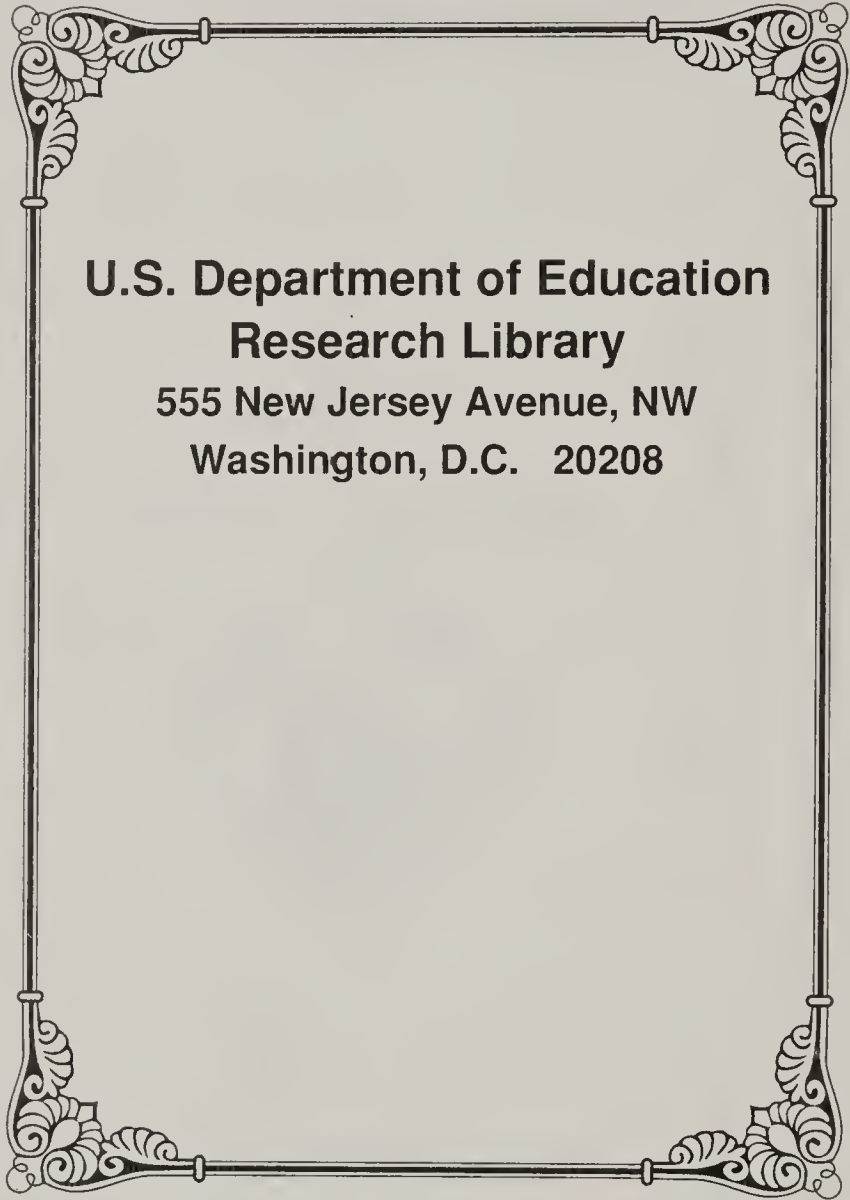 U.S. Department of Education
Research Library
555 New Jersey Avenue, NW
Washington, D.C. 20208